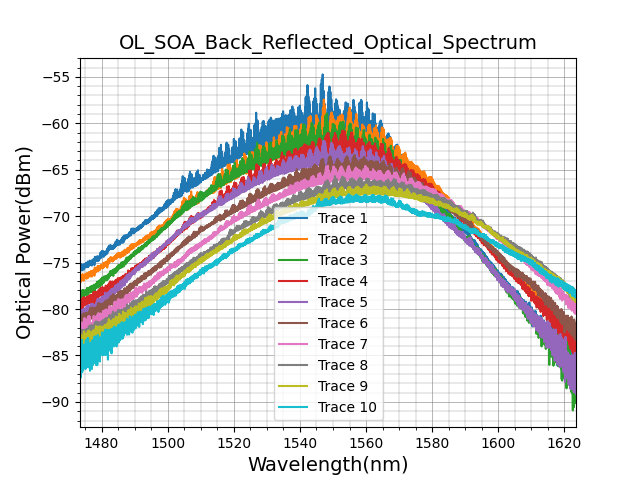 OL_SOA_Back_Reflected_Optical_Spectrum
Optical Power(dBm)
−55
−60
−65
−70
−75
−80
−85
−90
Trace 1
Trace 2
Trace 3
Trace 4
Trace 5
Trace 6
Trace 7
Trace 8
Trace 9
Trace 10
1480 1500 1520 1540 1560 1580 1600 1620
Wavelength(nm)